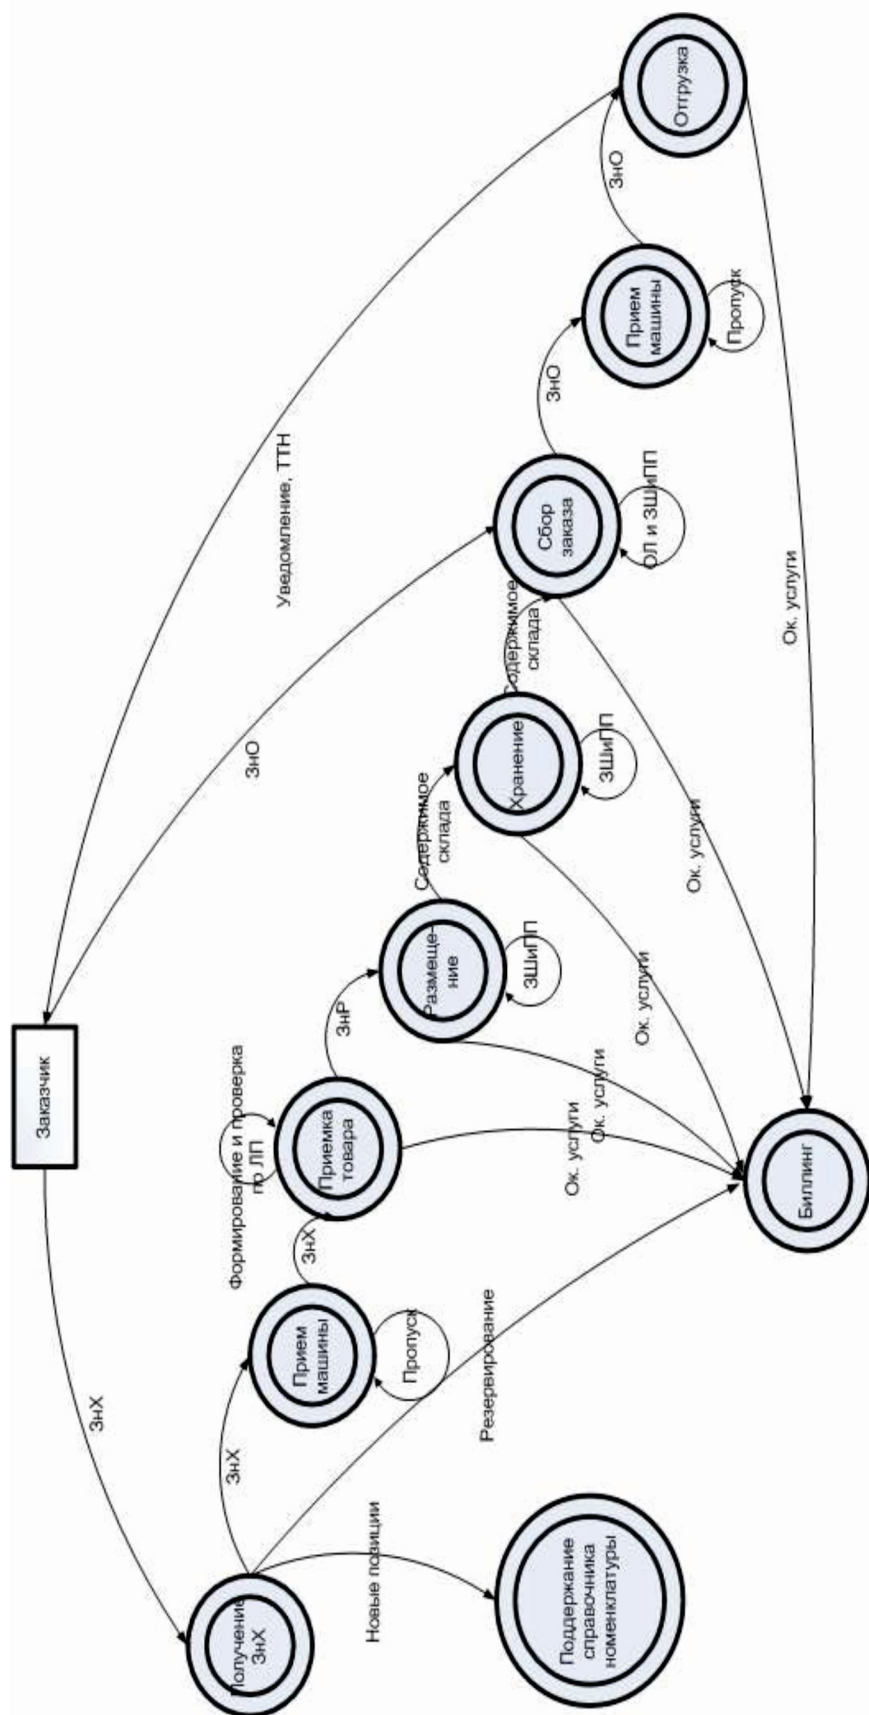 Заказчик
ЗнХ
Уведомление, ТТН
ЗнО
Получение
ЗнХ
ЗнХ
Прием
машины
Пропуск
ЗнХ
Формирование и проверка
по ЛП
Приемка
товара
ЗнР
Размеще-
ние
ЗШиПП
Содержимое
склада
Хранение
ЗШиПП
Содержимое
склада
Сбор
заказа
ОЛ и ЗШиПП
ЗнО
Прием
машины
Пропуск
ЗнО
Отгрузка
Новые позиции
Резервирование
Ок. услуги
Ок. услуги
Ок. услуги
Ок. услуги
Ок. услуги
Поддержание
справочника
номенклатуры
Биллинг